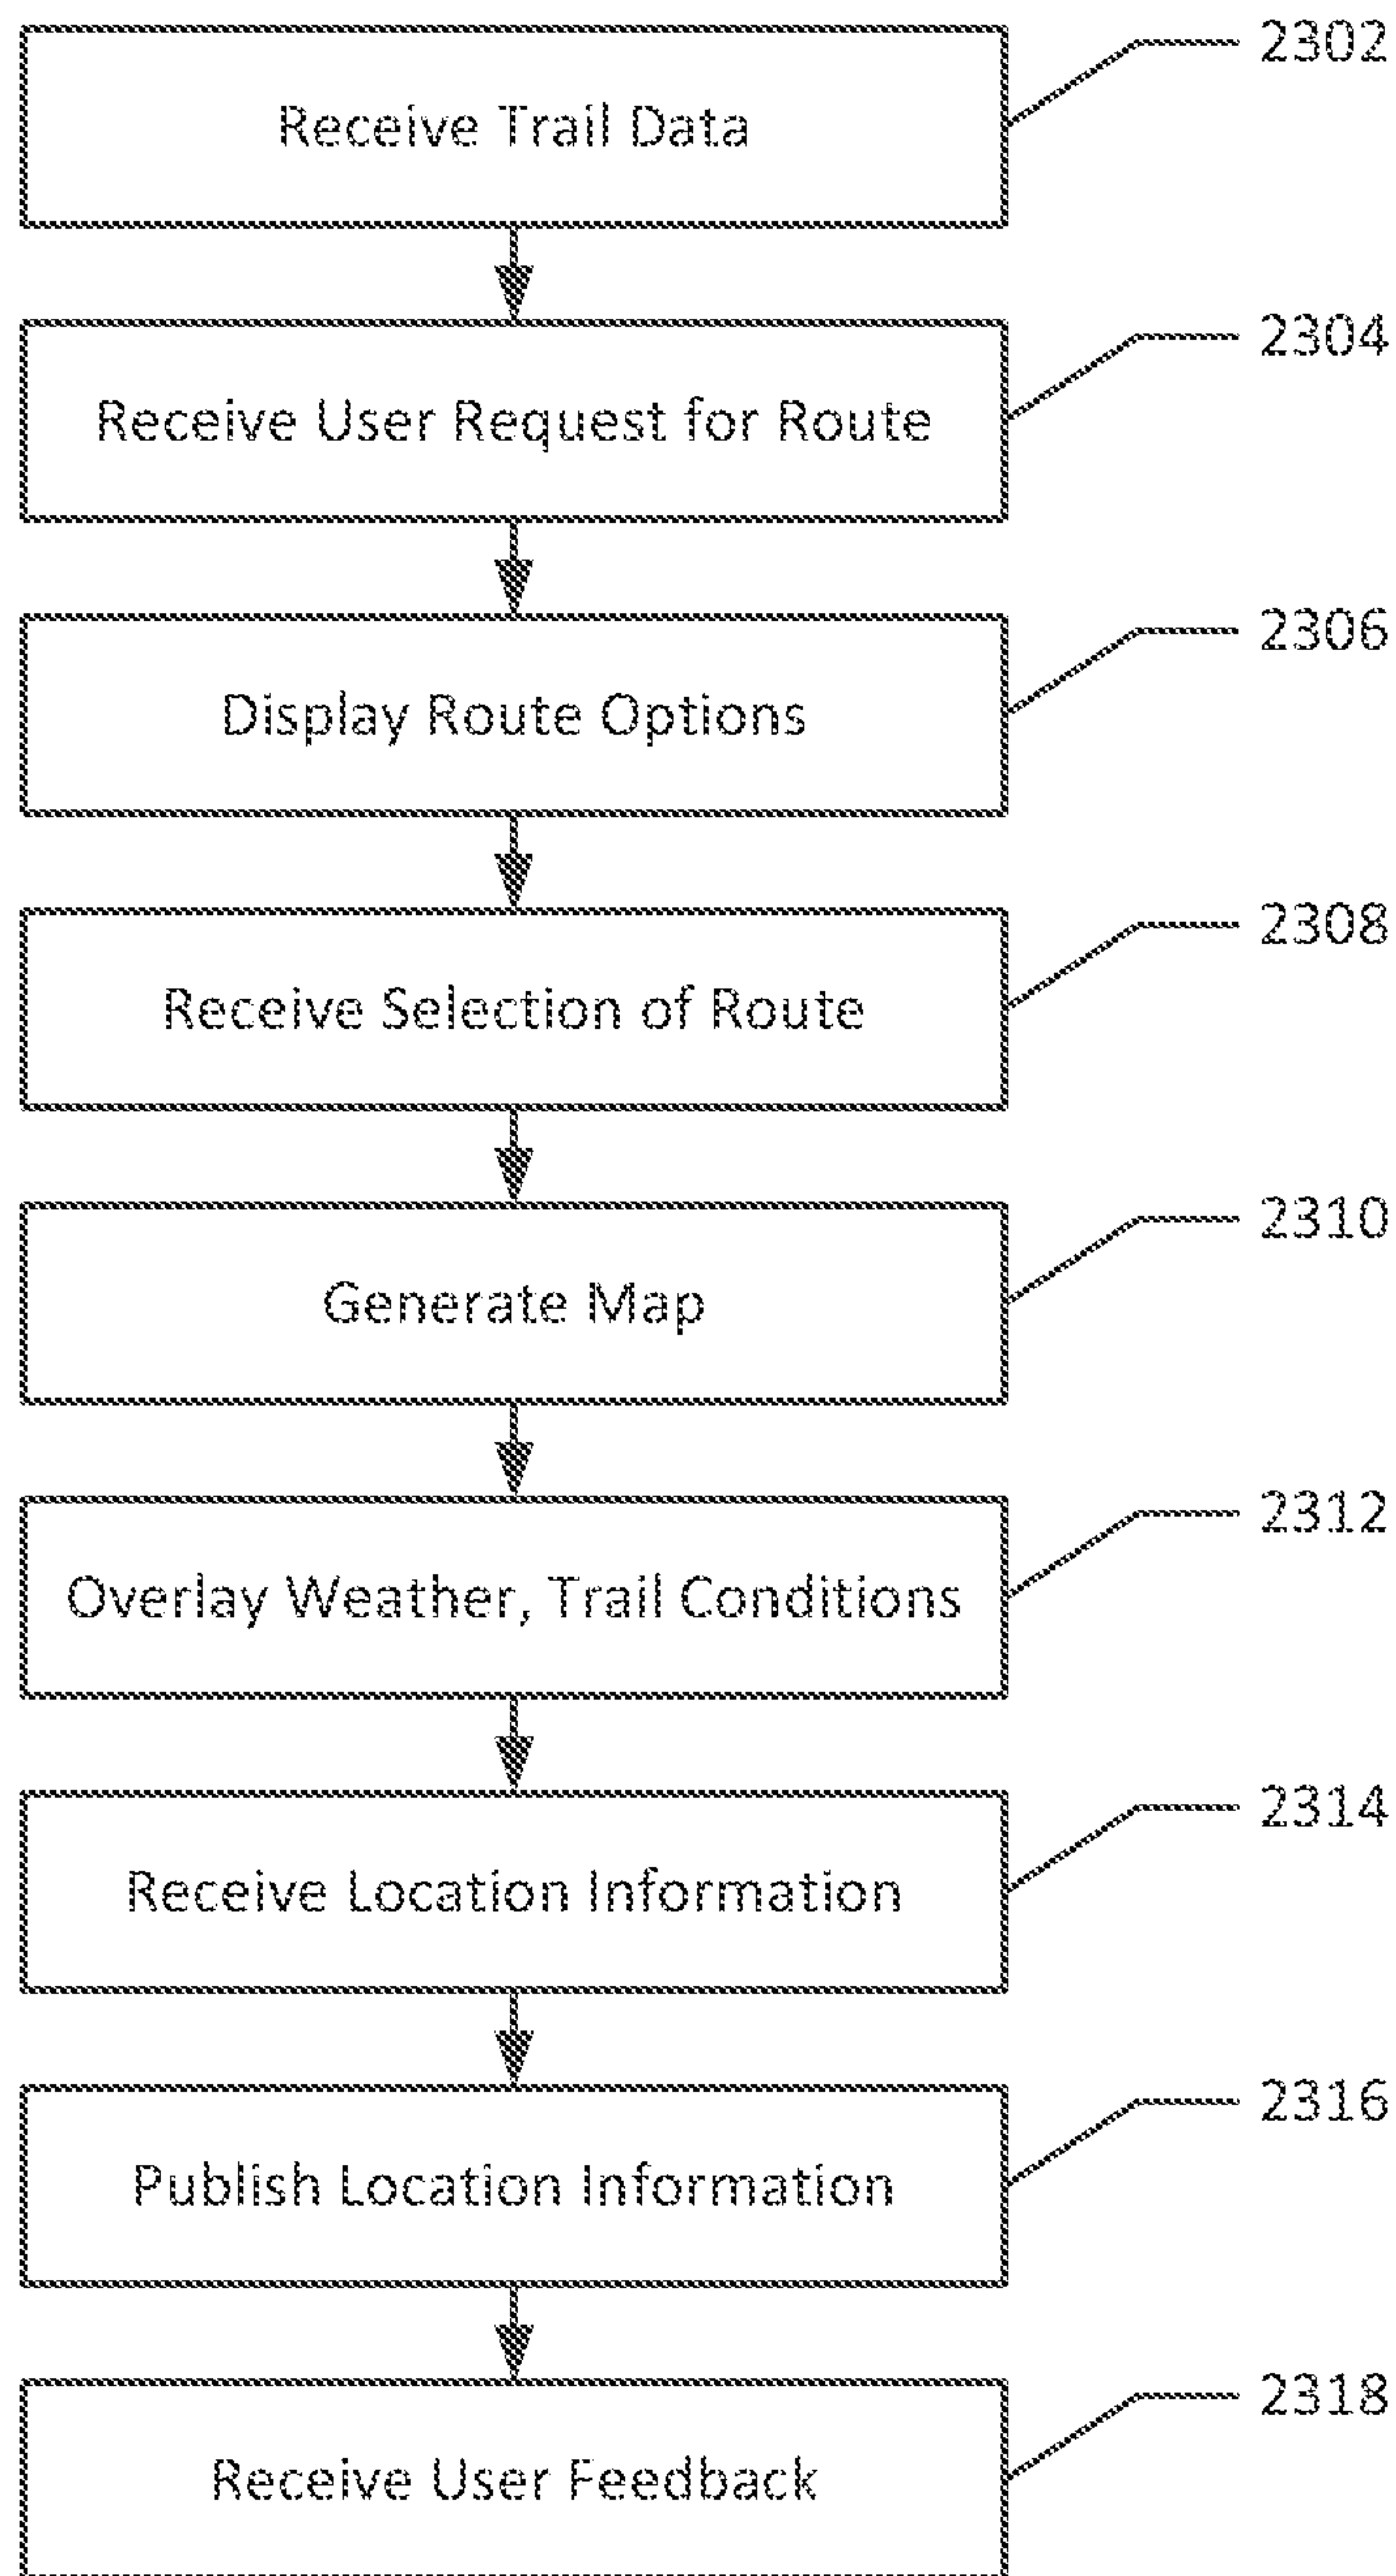 2302
Receive Trail Data
2304
Receive User Request for Route
2306
Display Route Options
2308
Receive Selection of Route
2310
Generate Map
2312
Overlay Weather, Trail Conditions
2314
Receive Location Information
2316
Publish Location Information
2318
Receive User Feedback